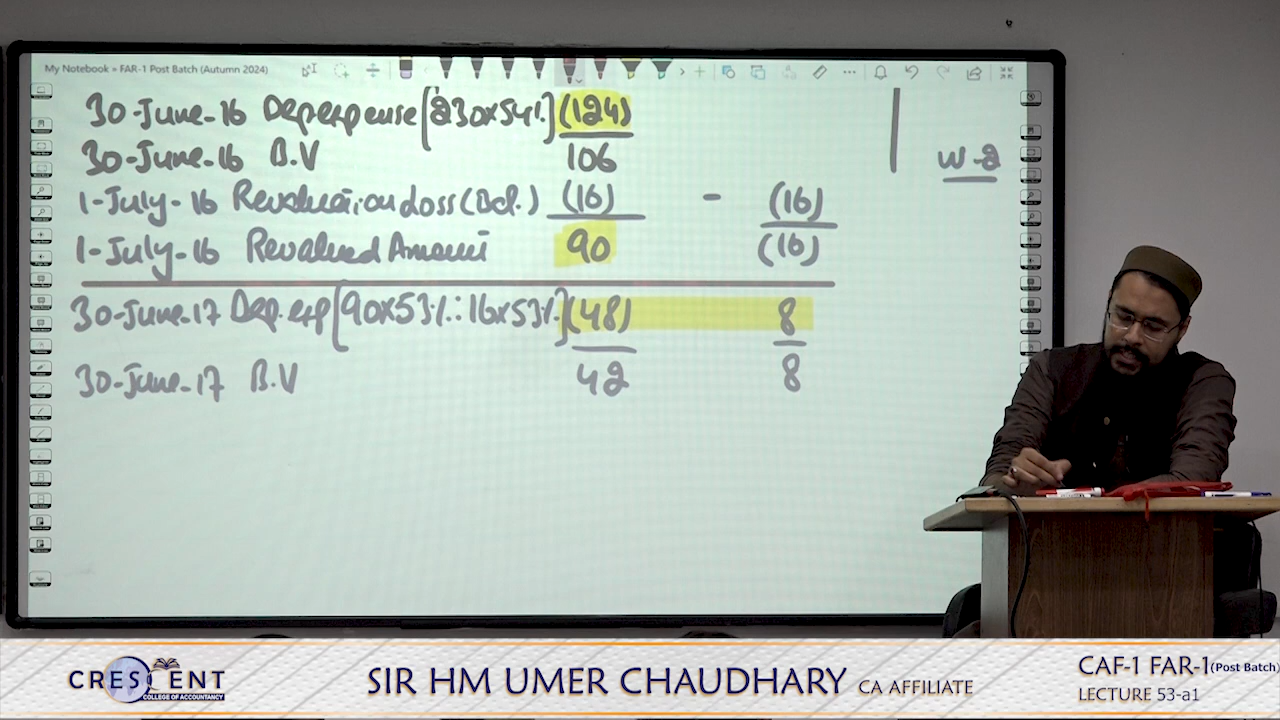 My Notebook » FAR-1 Post Batch (Autumn 2024)
30-June-16 Dep.expense [230x54%] (124)
30-June-16 B.V 106
W-2
1-July-16 Revaluation Loss (Bal.) (16) - (16)
1-July-16 Revalued Amount 90 (16)
30-June-17 Dep.exp [90x53% : 16x53%] (48) 8
30-June-17 B.V 42 8
CRESCENT
COLLEGE OF ACCOUNTANCY
SIR HM UMER CHAUDHARY CA AFFILIATE
CAF-1 FAR-1 (Post Batch)
LECTURE 53-a1